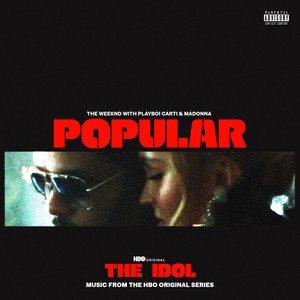 PARENTAL
ADVISORY
EXPLICIT CONTENT
THE WEEKND WITH PLAYBOI CARTI & MADONNA
POPULAR
HBO ORIGINAL
THE IDOL
MUSIC FROM THE HBO ORIGINAL SERIES